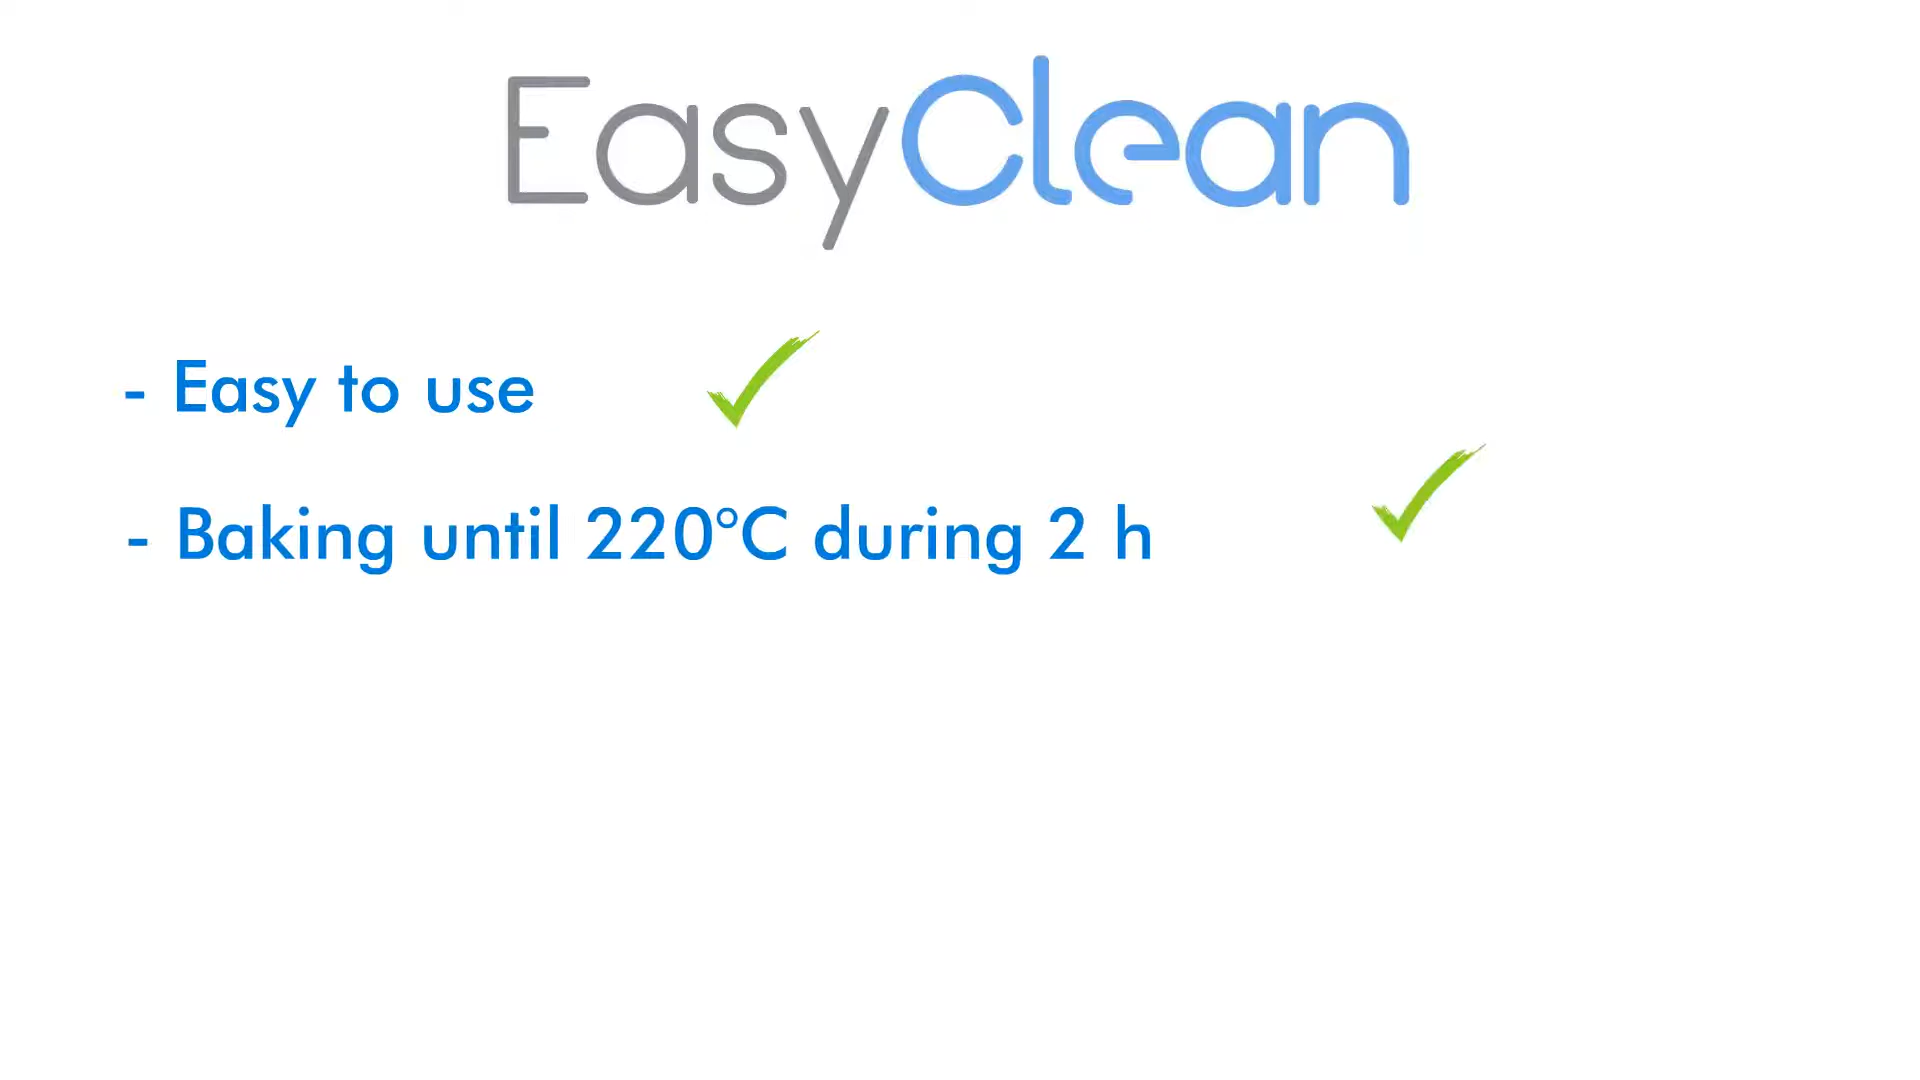 EasyClean
- Easy to use
- Baking until 220°C during 2 h